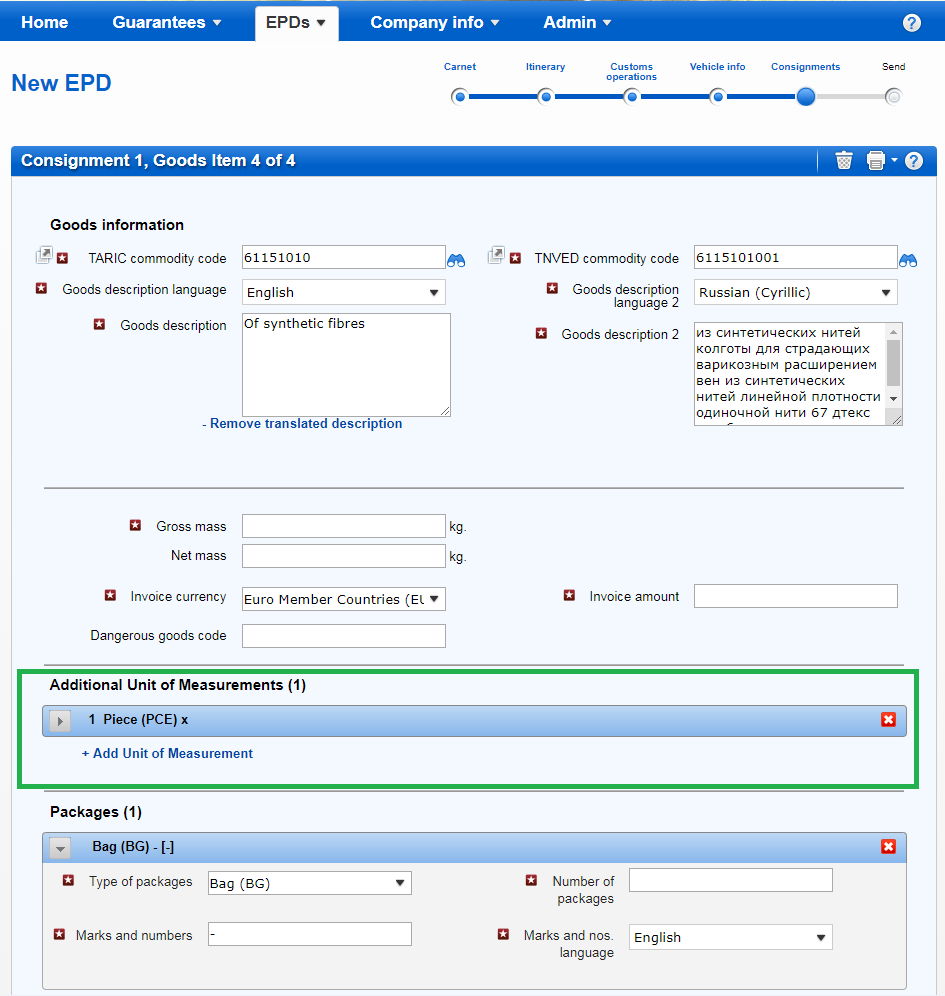 Home Guarantees EPDs Company info Admin ?
New EPD
Carnet Itinerary Customs operations Vehicle info Consignments Send
Consignment 1, Goods Item 4 of 4 ?
Goods information
TARIC commodity code 61151010 TNVED commodity code 6115101001
Goods description language English Goods description language 2 Russian (Cyrillic)
Goods description Of synthetic fibres
Goods description 2
из синтетических нитей
колготы для страдающих
варикозным расширением
вен из синтетических
нитей линейной плотности
одиночной нити 67 дтекс
- Remove translated description
Gross mass kg.
Net mass kg.
Invoice currency Euro Member Countries (EU Invoice amount
Dangerous goods code
Additional Unit of Measurements (1)
1 Piece (PCE) x
+ Add Unit of Measurement
Packages (1)
Bag (BG) - [-]
Type of packages Bag (BG) Number of packages
Marks and numbers - Marks and nos. language English